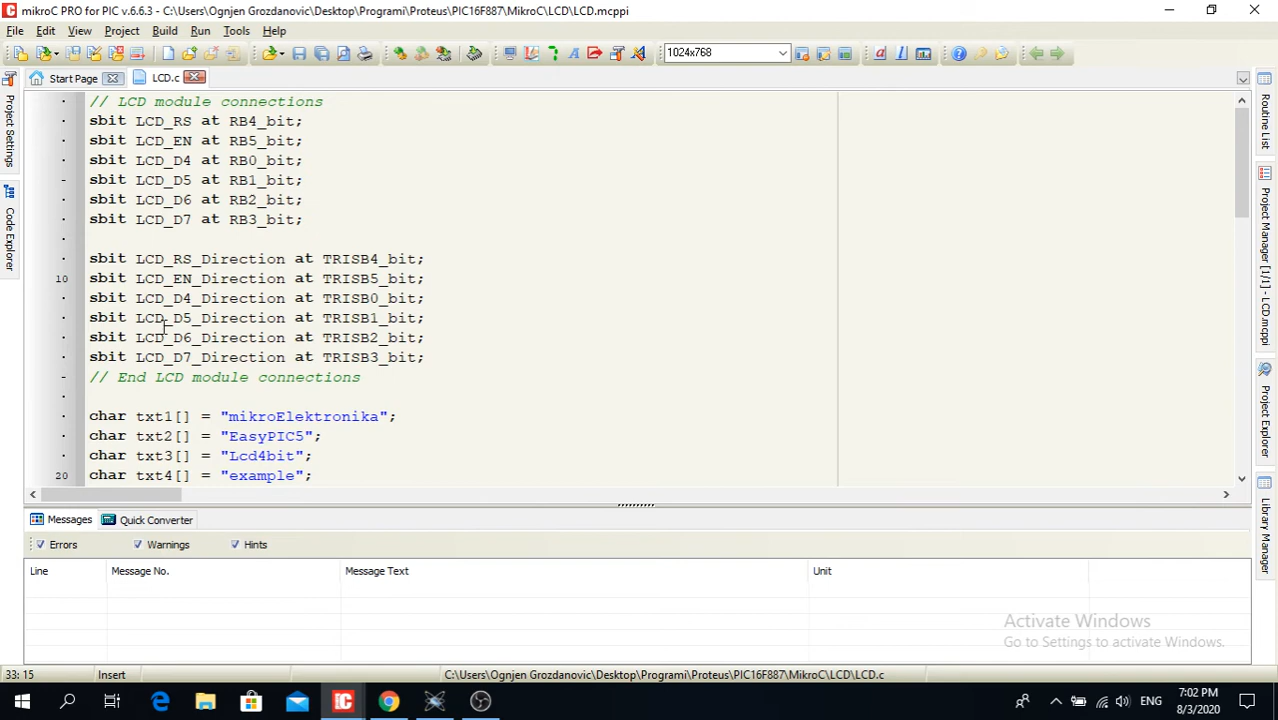 mikroC PRO for PIC v.6.6.3 - C:\Users\Ognjen Grozdanovic\Desktop\Programi\Proteus\PIC16F887\MikroC\LCD\LCD.mcppi
File Edit View Project Build Run Tools Help
1024x768
Start Page LCD.c
// LCD module connections
sbit LCD_RS at RB4_bit;
sbit LCD_EN at RB5_bit;
sbit LCD_D4 at RB0_bit;
sbit LCD_D5 at RB1_bit;
sbit LCD_D6 at RB2_bit;
sbit LCD_D7 at RB3_bit;
sbit LCD_RS_Direction at TRISB4_bit;
10 sbit LCD_EN_Direction at TRISB5_bit;
sbit LCD_D4_Direction at TRISB0_bit;
sbit LCD_D5_Direction at TRISB1_bit;
sbit LCD_D6_Direction at TRISB2_bit;
sbit LCD_D7_Direction at TRISB3_bit;
// End LCD module connections
char txt1[] = "mikroElektronika";
char txt2[] = "EasyPIC5";
char txt3[] = "Lcd4bit";
20 char txt4[] = "example";
Project Settings
Code Explorer
Routine List
Project Manager [1/1] - LCD.mcppi
Project Explorer
Library Manager
Messages Quick Converter
Errors Warnings Hints
Line Message No. Message Text Unit
Activate Windows
Go to Settings to activate Windows.
33: 15 Insert C:\Users\Ognjen Grozdanovic\Desktop\Programi\Proteus\PIC16F887\MikroC\LCD\LCD.c
ENG
7:02 PM
8/3/2020